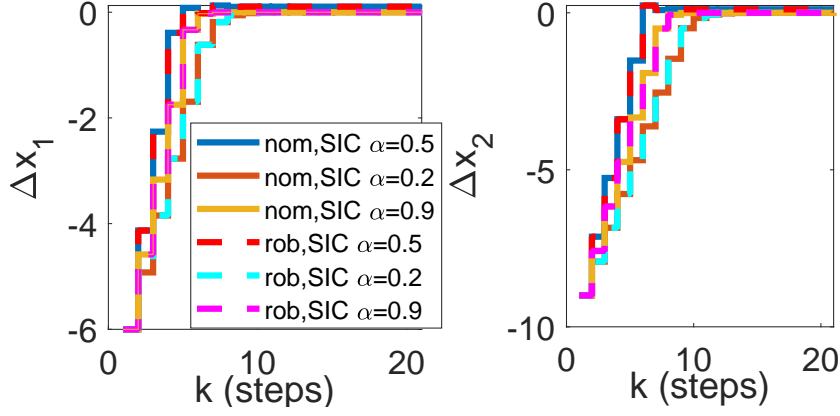 0
-2
-4
-6
Δx1
0
10
20
k (steps)
nom,SIC α=0.5
nom,SIC α=0.2
nom,SIC α=0.9
rob,SIC α=0.5
rob,SIC α=0.2
rob,SIC α=0.9
0
-5
-10
Δx2
0
10
20
k (steps)